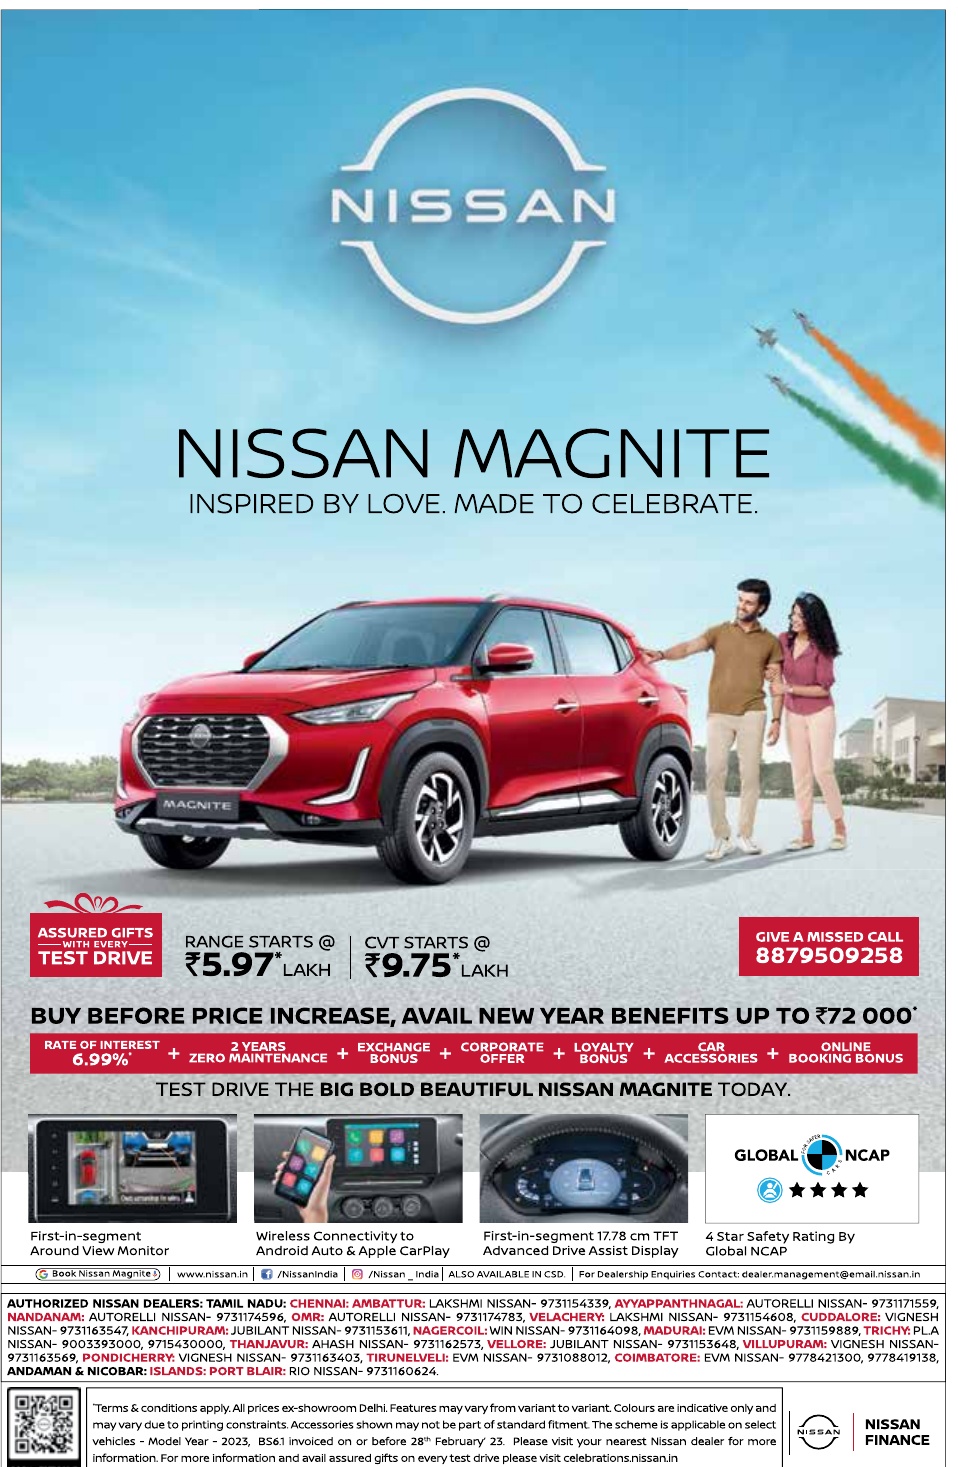 NISSAN
NISSAN MAGNITE
INSPIRED BY LOVE. MADE TO CELEBRATE.
MAGNITE
ASSURED GIFTS
WITH EVERY
TEST DRIVE
RANGE STARTS @
₹5.97* LAKH
CVT STARTS @
₹9.75* LAKH
GIVE A MISSED CALL
8879509258
BUY BEFORE PRICE INCREASE, AVAIL NEW YEAR BENEFITS UP TO ₹72 000*
RATE OF INTEREST
6.99%*
+
2 YEARS
ZERO MAINTENANCE
+
EXCHANGE
BONUS
+
CORPORATE
OFFER
+
LOYALTY
BONUS
+
CAR
ACCESSORIES
+
ONLINE
BOOKING BONUS
TEST DRIVE THE BIG BOLD BEAUTIFUL NISSAN MAGNITE TODAY.
Check surroundings for safety
First-in-segment
Around View Monitor
Wireless Connectivity to
Android Auto & Apple CarPlay
First-in-segment 17.78 cm TFT
Advanced Drive Assist Display
GLOBAL NCAP
FOR SAFER CARS
4 Star Safety Rating By
Global NCAP
G Book Nissan Magnite | www.nissan.in | /NissanIndia | /Nissan _ India | ALSO AVAILABLE IN CSD. | For Dealership Enquiries Contact: dealer.management@email.nissan.in
AUTHORIZED NISSAN DEALERS: TAMIL NADU: CHENNAI: AMBATTUR: LAKSHMI NISSAN- 9731154339, AYYAPPANTHNAGAL: AUTORELLI NISSAN- 9731171559,
NANDANAM: AUTORELLI NISSAN- 9731174596, OMR: AUTORELLI NISSAN- 9731174783, VELACHERY: LAKSHMI NISSAN- 9731154608, CUDDALORE: VIGNESH
NISSAN- 9731163547, KANCHIPURAM: JUBILANT NISSAN- 9731153611, NAGERCOIL: WIN NISSAN- 9731164098, MADURAI: EVM NISSAN- 9731159889, TRICHY: PL.A
NISSAN- 9003393000, 9715430000, THANJAVUR: AHASH NISSAN- 9731162573, VELLORE: JUBILANT NISSAN- 9731153648, VILLUPURAM: VIGNESH NISSAN-
9731163569, PONDICHERRY: VIGNESH NISSAN- 9731163403, TIRUNELVELI: EVM NISSAN- 9731088012, COIMBATORE: EVM NISSAN- 9778421300, 9778419138,
ANDAMAN & NICOBAR: ISLANDS: PORT BLAIR: RIO NISSAN- 9731160624.
*Terms & conditions apply. All prices ex-showroom Delhi. Features may vary from variant to variant. Colours are indicative only and
may vary due to printing constraints. Accessories shown may not be part of standard fitment. The scheme is applicable on select
vehicles - Model Year - 2023, BS6.1 invoiced on or before 28th February' 23. Please visit your nearest Nissan dealer for more
information. For more information and avail assured gifts on every test drive please visit celebrations.nissan.in
NISSAN
NISSAN
FINANCE